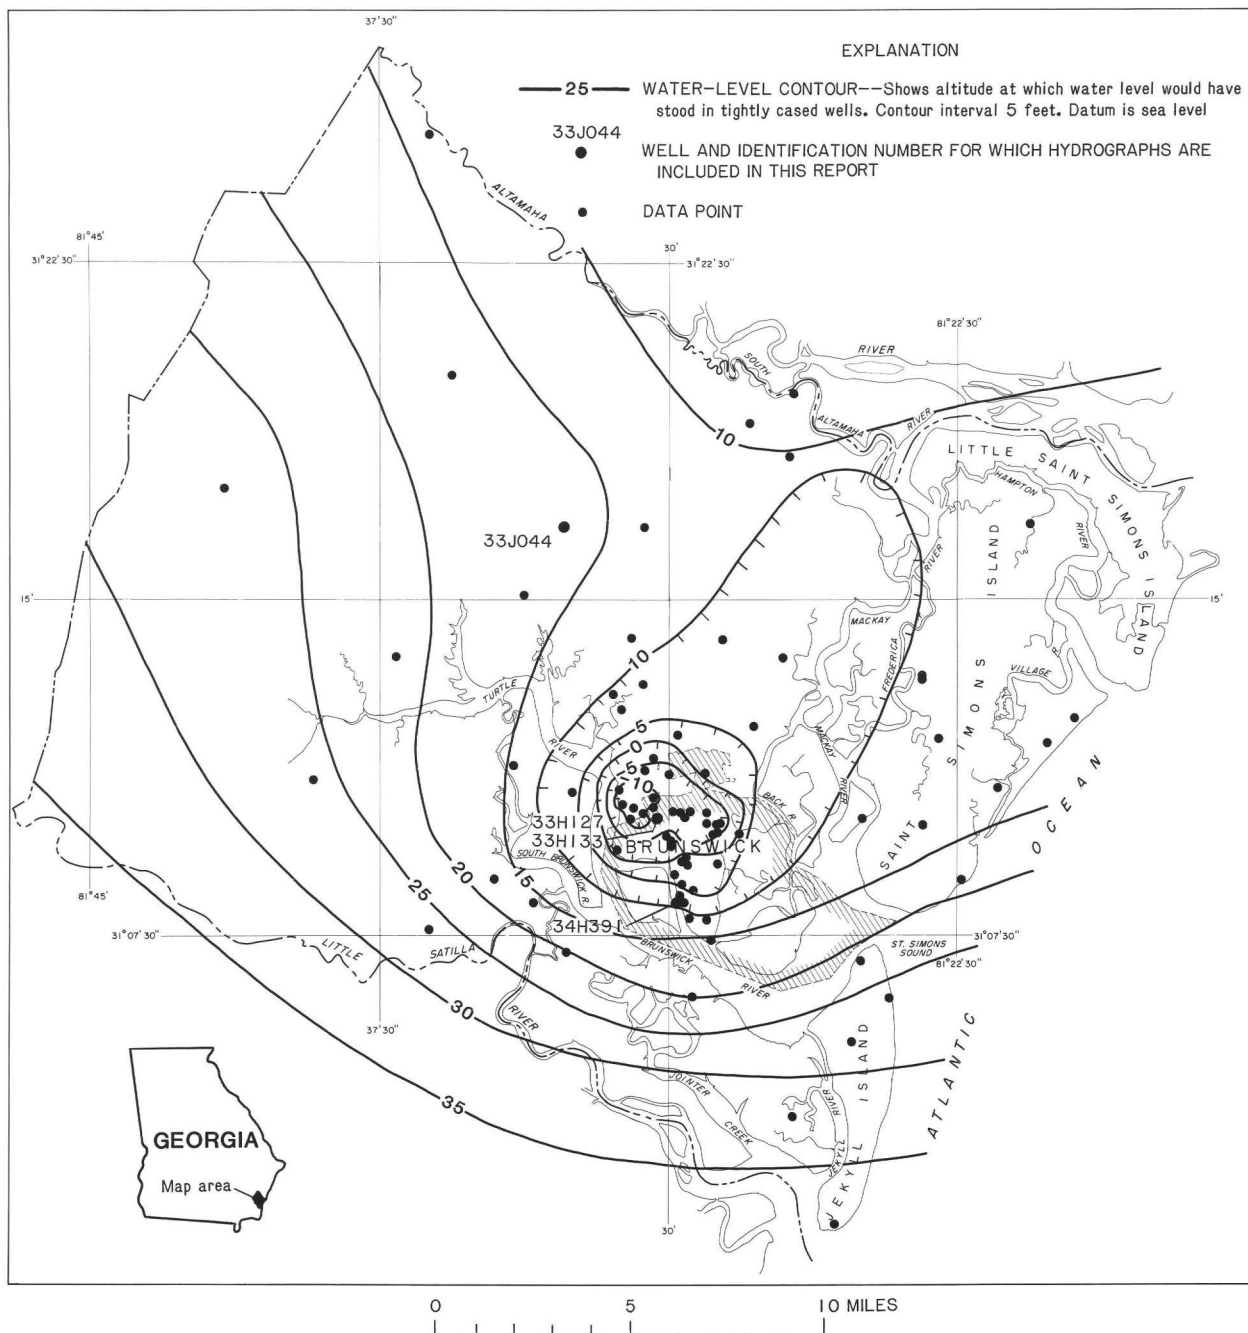 37'30"
EXPLANATION
25 WATER-LEVEL CONTOUR--Shows altitude at which water level would have
stood in tightly cased wells. Contour interval 5 feet. Datum is sea level
33J044
WELL AND IDENTIFICATION NUMBER FOR WHICH HYDROGRAPHS ARE
INCLUDED IN THIS REPORT
DATA POINT
ALTAMAHA
81°45'
31°22'30"
30'
31°22'30"
81°22'30"
RIVER
SOUTH
ALTAMAHA
RIVER
10
LITTLE SAINT SIMONS ISLAND
HAMPTON
RIVER
33J044
ISLAND
RIVER
15'
15'
MACKAY
FREDERICA
10
VILLAGE
R
TURTLE
SIMONS
5
RIVER
0
MACKAY
-5
RIVER
-10
BACK R.
OCEAN
33H127
33H133
BRUNSWICK
SAINT
SOUTH BRUNSWICK R.
15
20
25
81°45'
34H391
31°07'30"
BRUNSWICK
ST. SIMONS
SOUND
31°07'30"
81°22'30"
LITTLE
SATILLA
RIVER
RIVER
30
37'30"
ATLANTIC
JOINTER
CREEK
35
JEKYLL
RIVER
JEKYLL ISLAND
GEORGIA
Map area
30'
0 5 10 MILES